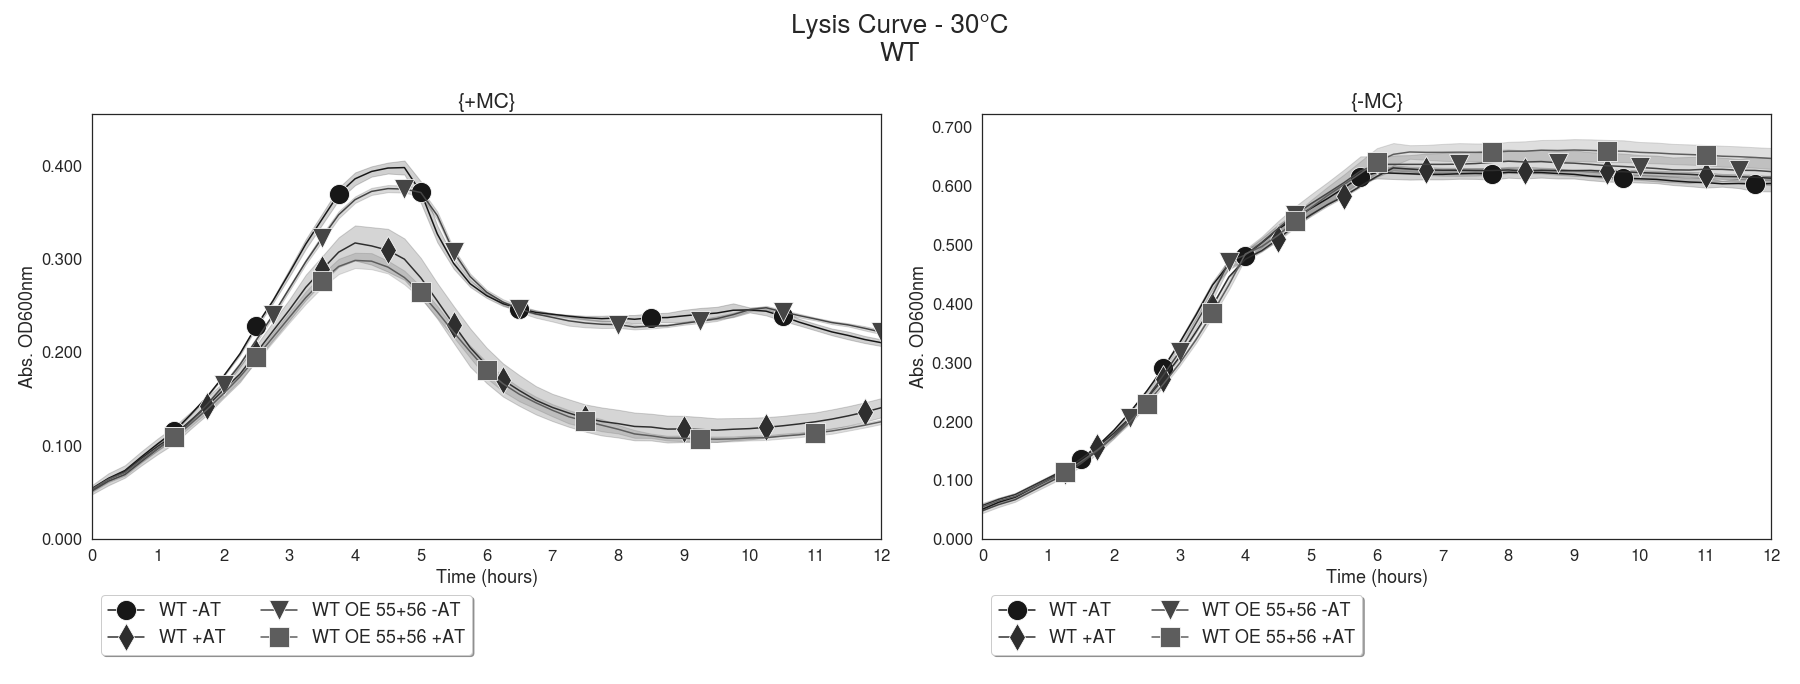 Lysis Curve - 30°C
WT
{+MC}
Abs. OD600nm
0.400
0.300
0.200
0.100
0.000
0 1 2 3 4 5 6 7 8 9 10 11 12
Time (hours)
WT -AT WT OE 55+56 -AT
WT +AT WT OE 55+56 +AT
{-MC}
Abs. OD600nm
0.700
0.600
0.500
0.400
0.300
0.200
0.100
0.000
0 1 2 3 4 5 6 7 8 9 10 11 12
Time (hours)
WT -AT WT OE 55+56 -AT
WT +AT WT OE 55+56 +AT